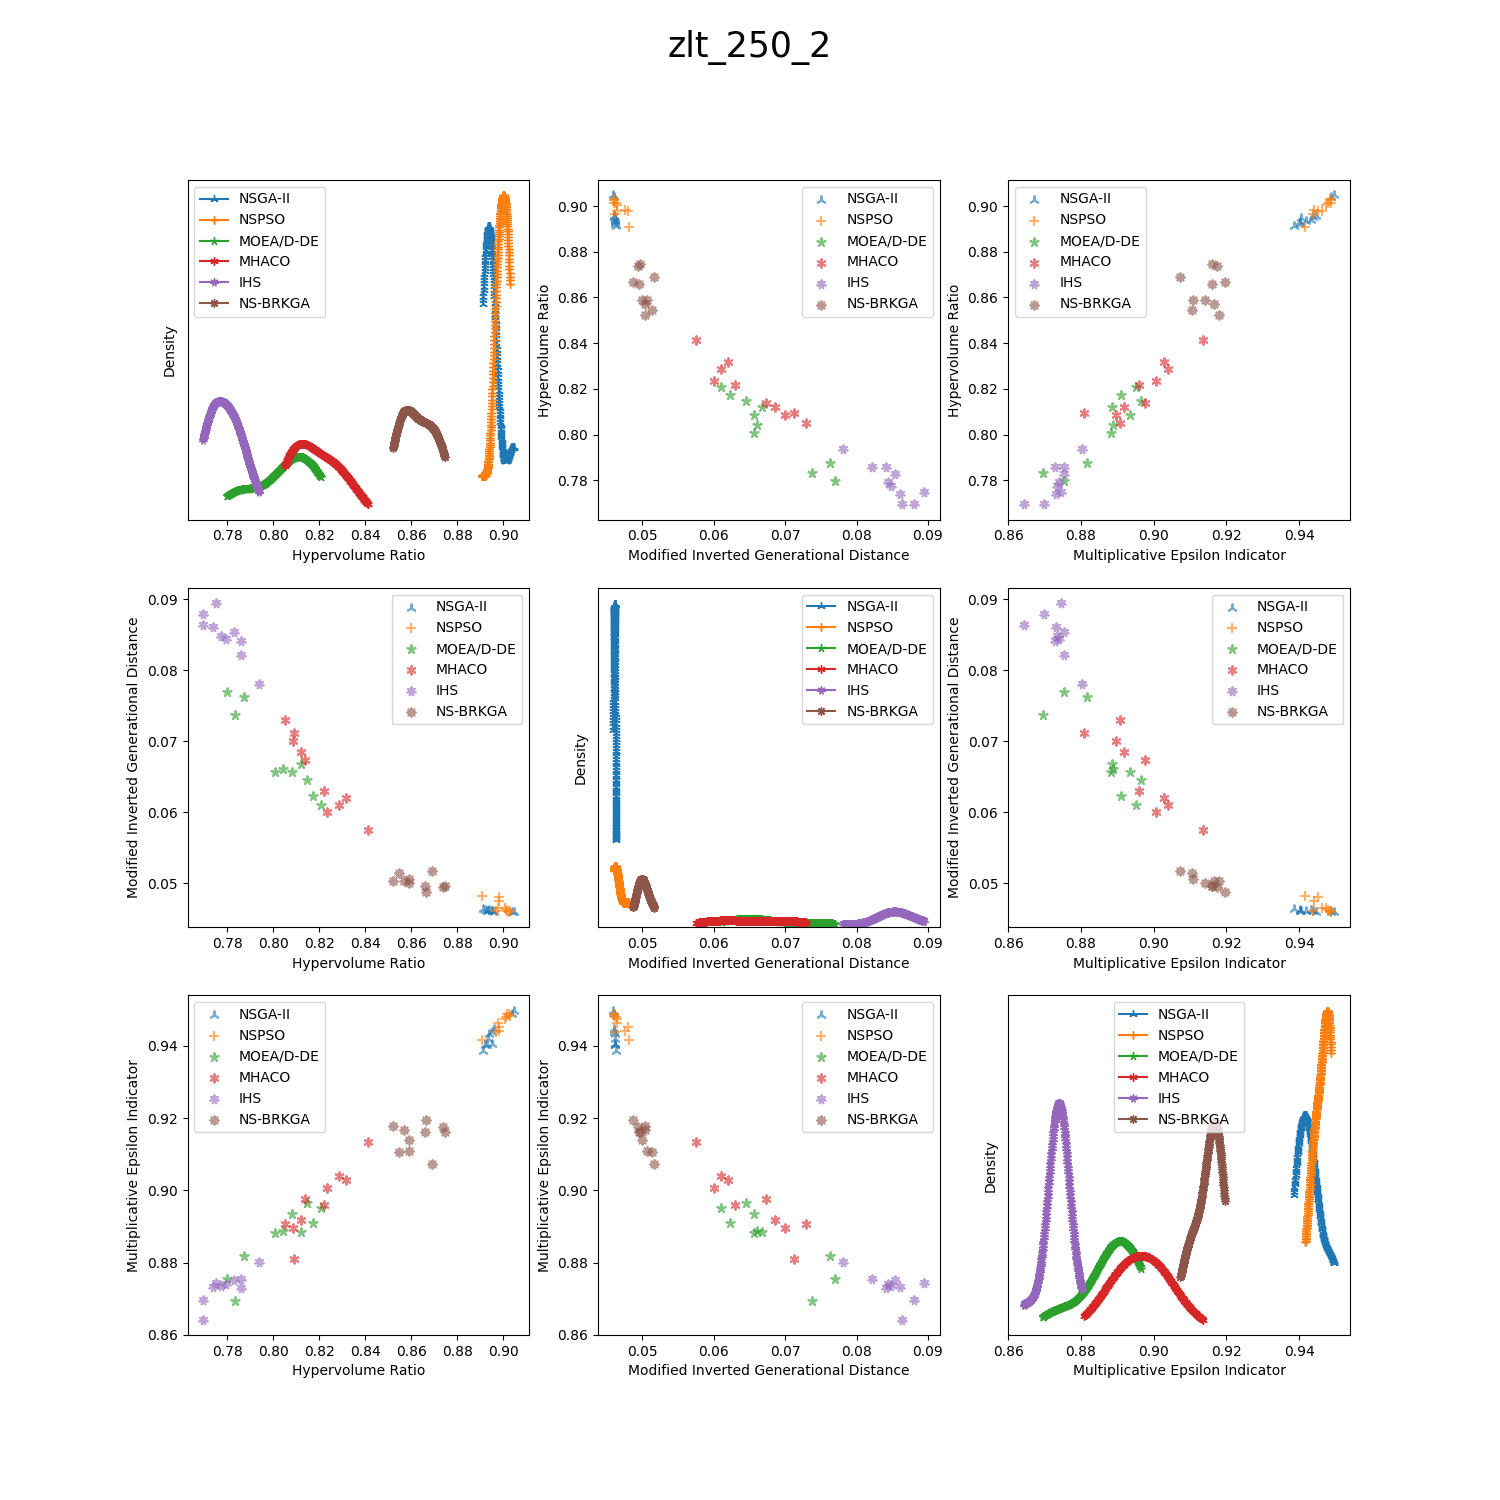 zlt_250_2
NSGA-II
NSPSO
MOEA/D-DE
MHACO
IHS
NS-BRKGA
Density
0.78 0.80 0.82 0.84 0.86 0.88 0.90
Hypervolume Ratio
NSGA-II
NSPSO
MOEA/D-DE
MHACO
IHS
NS-BRKGA
Hypervolume Ratio
0.90
0.88
0.86
0.84
0.82
0.80
0.78
0.05 0.06 0.07 0.08 0.09
Modified Inverted Generational Distance
NSGA-II
NSPSO
MOEA/D-DE
MHACO
IHS
NS-BRKGA
Hypervolume Ratio
0.90
0.88
0.86
0.84
0.82
0.80
0.78
0.86 0.88 0.90 0.92 0.94
Multiplicative Epsilon Indicator
NSGA-II
NSPSO
MOEA/D-DE
MHACO
IHS
NS-BRKGA
Modified Inverted Generational Distance
0.09
0.08
0.07
0.06
0.05
0.78 0.80 0.82 0.84 0.86 0.88 0.90
Hypervolume Ratio
NSGA-II
NSPSO
MOEA/D-DE
MHACO
IHS
NS-BRKGA
Density
0.05 0.06 0.07 0.08 0.09
Modified Inverted Generational Distance
NSGA-II
NSPSO
MOEA/D-DE
MHACO
IHS
NS-BRKGA
Modified Inverted Generational Distance
0.09
0.08
0.07
0.06
0.05
0.86 0.88 0.90 0.92 0.94
Multiplicative Epsilon Indicator
NSGA-II
NSPSO
MOEA/D-DE
MHACO
IHS
NS-BRKGA
Multiplicative Epsilon Indicator
0.94
0.92
0.90
0.88
0.86
0.78 0.80 0.82 0.84 0.86 0.88 0.90
Hypervolume Ratio
NSGA-II
NSPSO
MOEA/D-DE
MHACO
IHS
NS-BRKGA
Multiplicative Epsilon Indicator
0.94
0.92
0.90
0.88
0.86
0.05 0.06 0.07 0.08 0.09
Modified Inverted Generational Distance
NSGA-II
NSPSO
MOEA/D-DE
MHACO
IHS
NS-BRKGA
Density
0.86 0.88 0.90 0.92 0.94
Multiplicative Epsilon Indicator